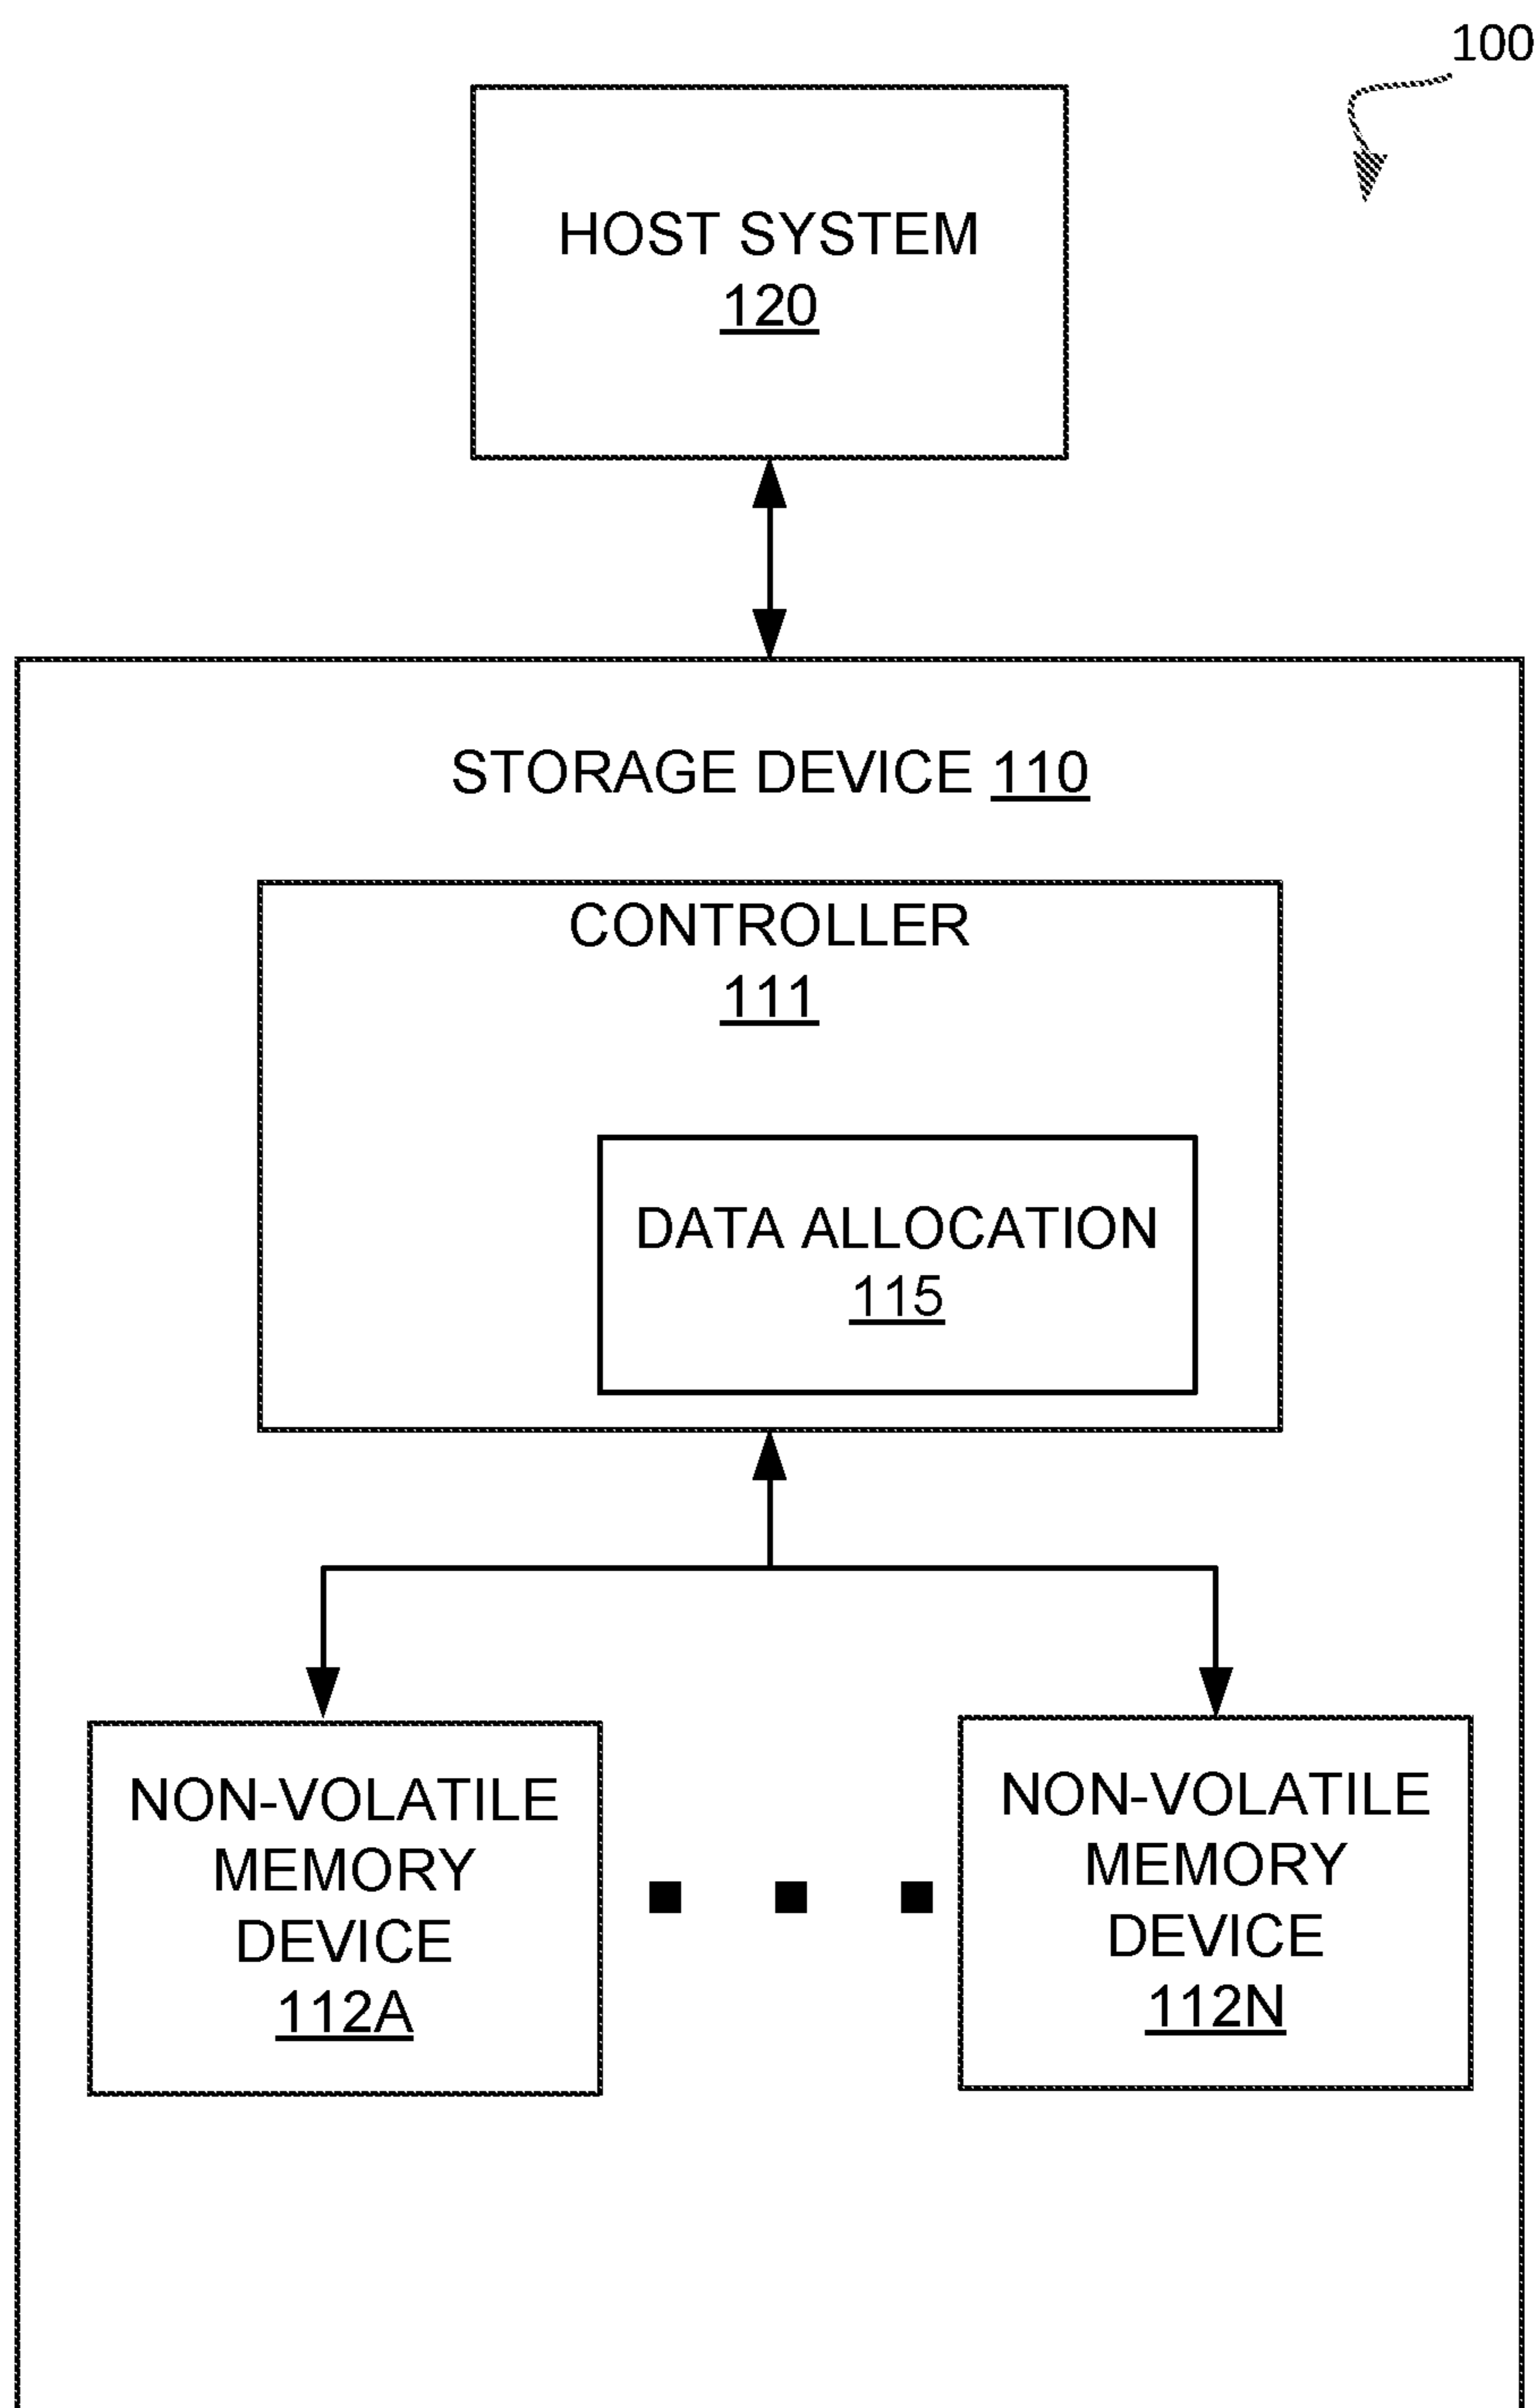 100
HOST SYSTEM
120
STORAGE DEVICE 110
CONTROLLER
111
DATA ALLOCATION
115
NON-VOLATILE
MEMORY
DEVICE
112A
NON-VOLATILE
MEMORY
DEVICE
112N